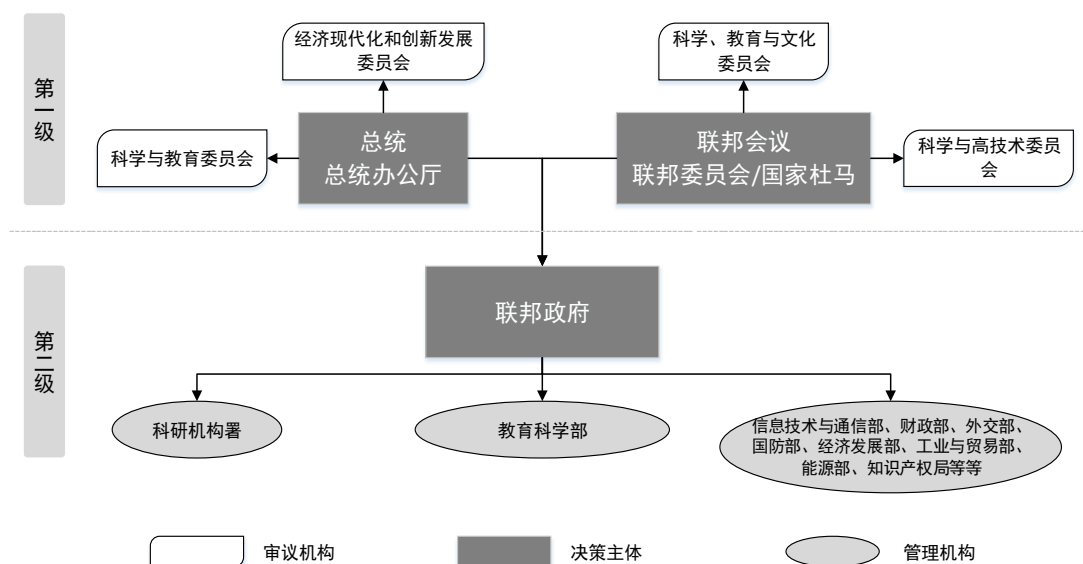 第一级
经济现代化和创新发展
委员会
科学、教育与文化
委员会
科学与教育委员会
总统
总统办公厅
联邦会议
联邦委员会/国家杜马
科学与高技术委员
会
第二级
联邦政府
科研机构署
教育科学部
信息技术与通信部、财政部、外交部、
国防部、经济发展部、工业与贸易部、
能源部、知识产权局等等
审议机构
决策主体
管理机构